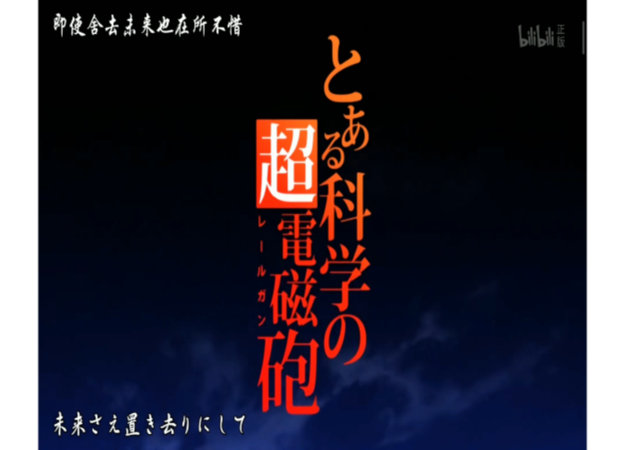 即使舍去未来也在所不惜
bilibili 正版
とある科学の
超電磁砲
レールガン
未来さえ置き去りにして